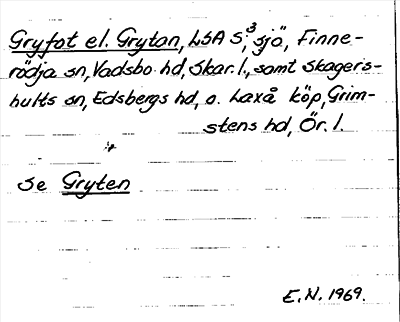 Gryfot el. Grytan, LSA S,³ sjö, Finne-
rödja sn, Vadsbo hd, Skar. l., samt Skagers-
hults sn, Edsbergs hd, o. Laxå köp, Grim-
stens hd, Ör. l.
Se Gryten
E.N. 1969.